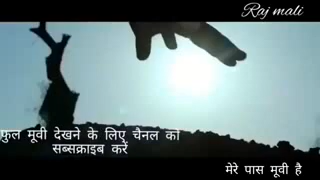 Raj mali
फुल मूवी देखने के लिए चैनल को
सब्सक्राइब करें
मेरे पास मूवी है